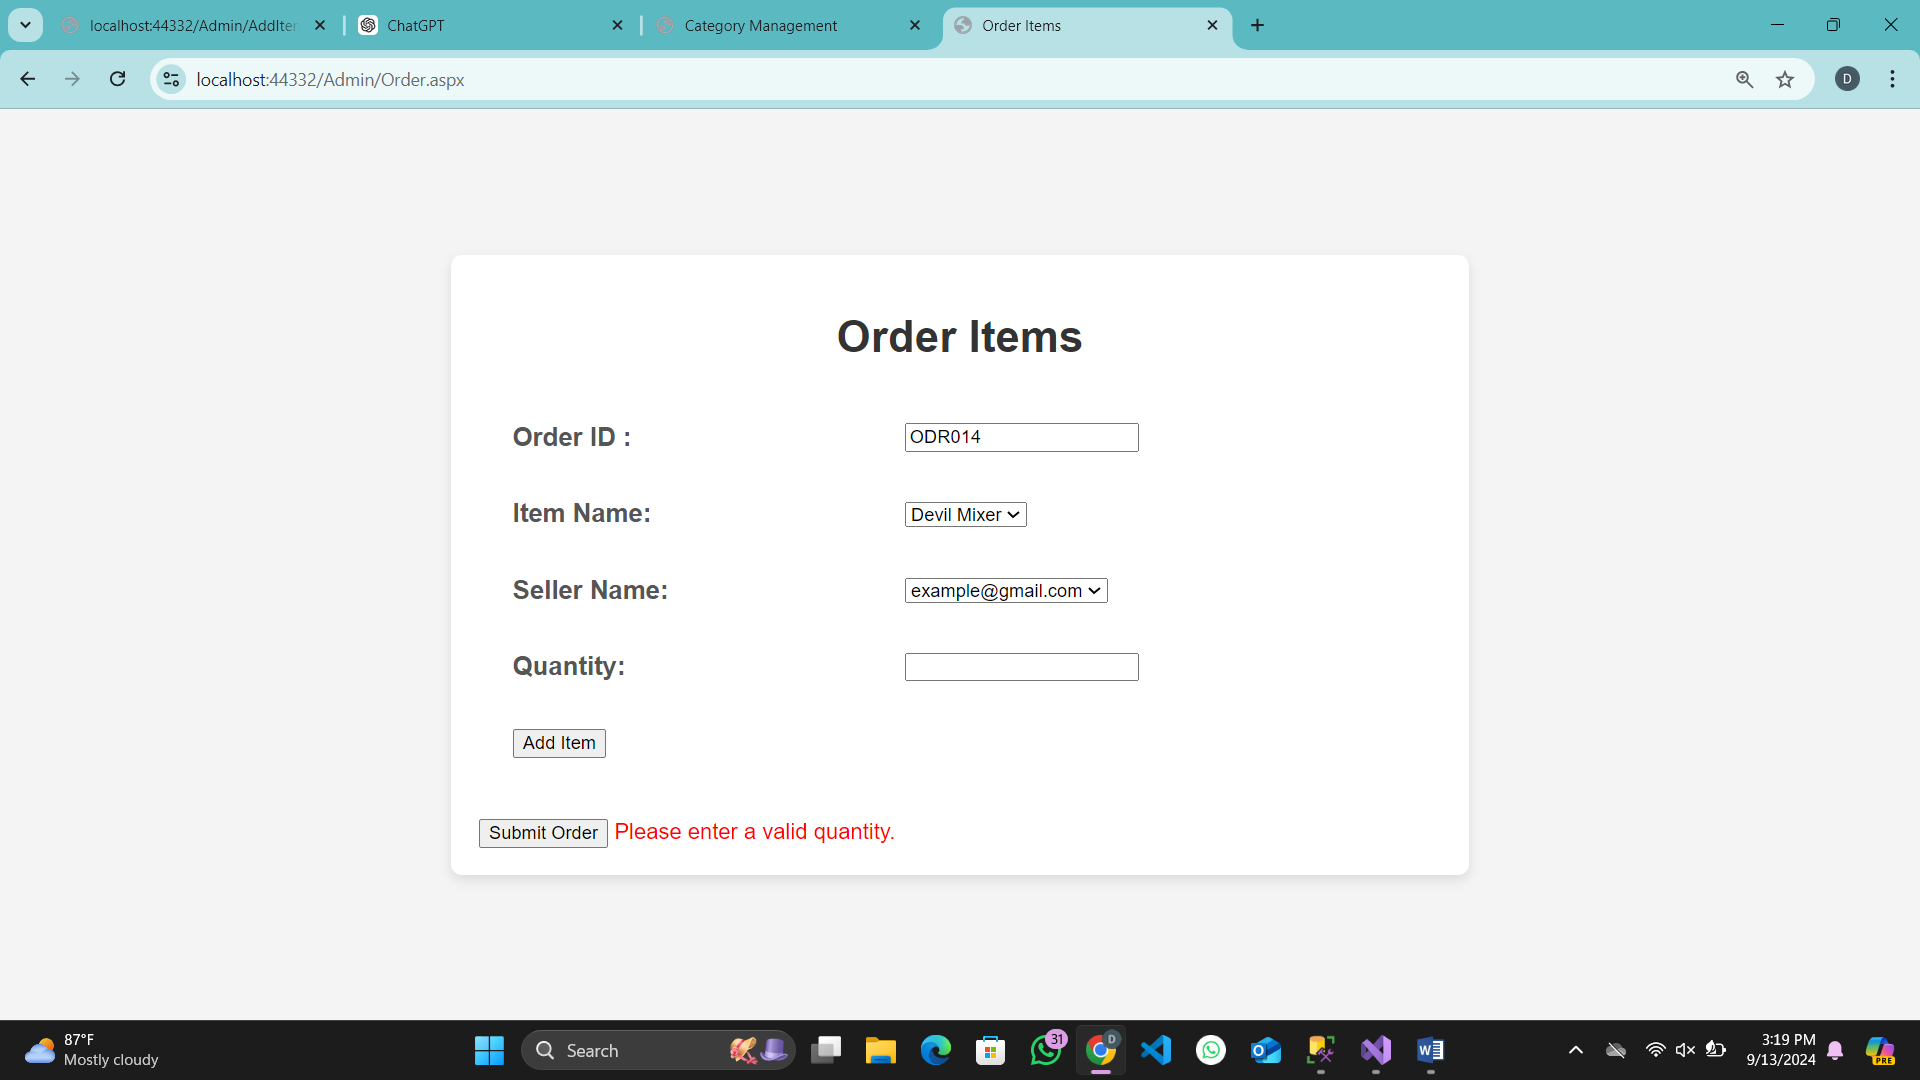 localhost:44332/Admin/AddIten
ChatGPT
Category Management
Order Items
localhost:44332/Admin/Order.aspx
D
Order Items
Order ID :
ODR014
Item Name:
Devil Mixer
Seller Name:
example@gmail.com
Quantity:
Add Item
Submit Order Please enter a valid quantity.
87°F
Mostly cloudy
Search
31
D
3:19 PM
9/13/2024
PRE